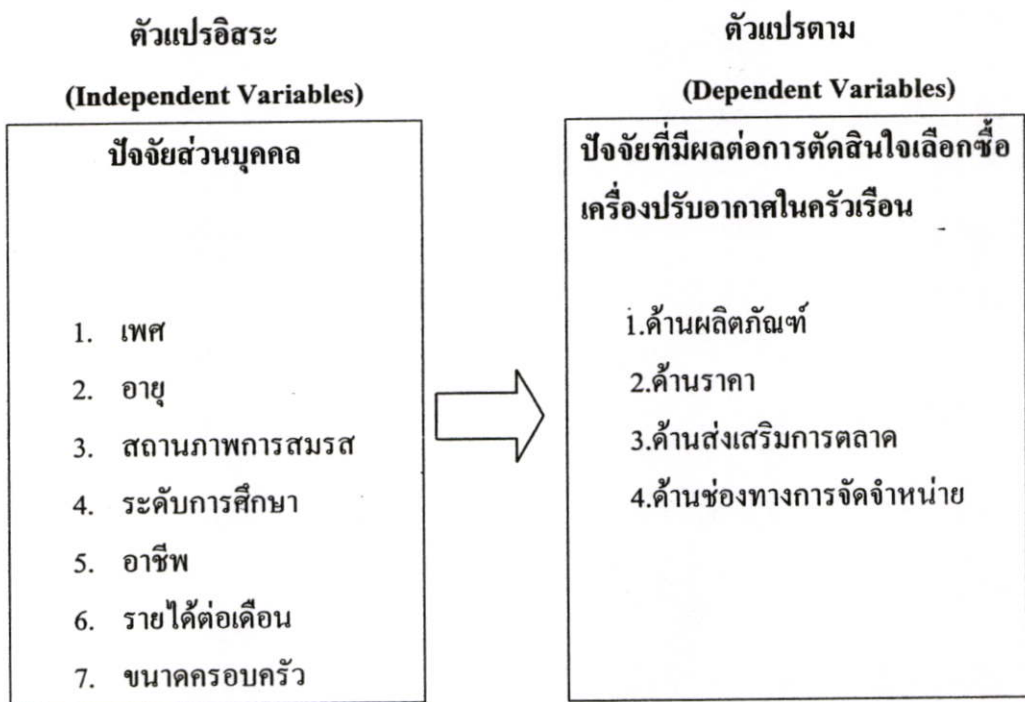 ตัวแปรอิสระ
(Independent Variables)
ปัจจัยส่วนบุคคล
1. เพศ
2. อายุ
3. สถานภาพการสมรส
4. ระดับการศึกษา
5. อาชีพ
6. รายได้ต่อเดือน
7. ขนาดครอบครัว
ตัวแปรตาม
(Dependent Variables)
ปัจจัยที่มีผลต่อการตัดสินใจเลือกซื้อ
เครื่องปรับอากาศในครัวเรือน
1.ด้านผลิตภัณฑ์
2.ด้านราคา
3.ด้านส่งเสริมการตลาด
4.ด้านช่องทางการจัดจำหน่าย